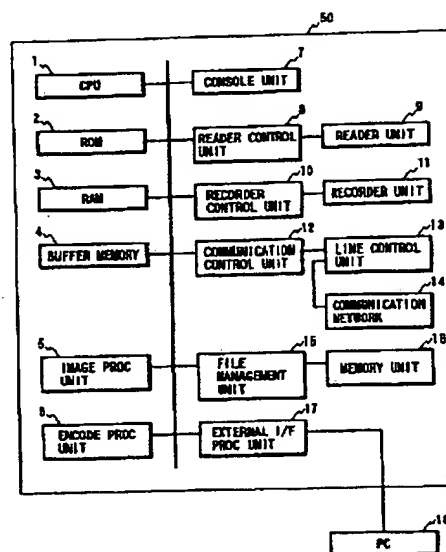 50
1 7
CPU CONSOLE UNIT
2 8 9
ROM READER CONTROL READER UNIT
UNIT
3 10 11
RAM RECORDER RECORDER UNIT
CONTROL UNIT
4 12 13
BUFFER MEMORY COMMUNICATION LINE CONTROL
CONTROL UNIT UNIT
14
COMMUNICATION
NETWORK
5 15 16
IMAGE PROC FILE MEMORY UNIT
UNIT MANAGEMENT
UNIT
6 17
ENCODE PROC EXTERNAL I/F
UNIT PROC UNIT
18
PC